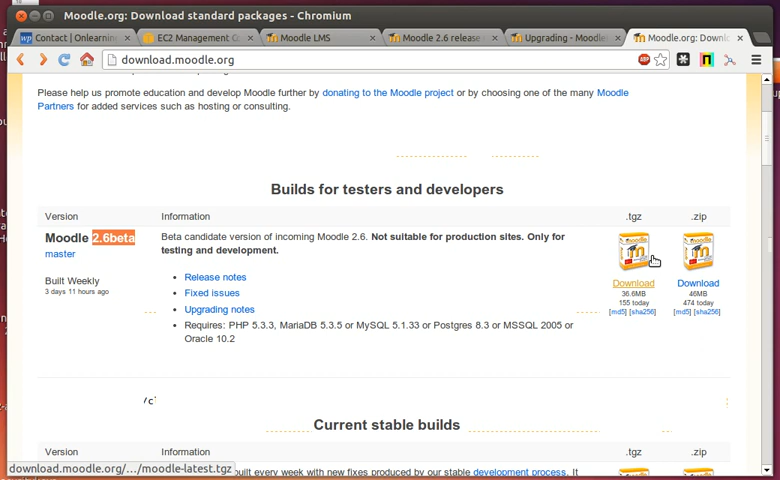 Moodle.org: Download standard packages - Chromium
Contact | Onlearning
EC2 Management Co
Moodle LMS
Moodle 2.6 release
Upgrading - Moodle
Moodle.org: Downl
download.moodle.org
Please help us promote education and develop Moodle further by donating to the Moodle project or by choosing one of the many Moodle
Partners for added services such as hosting or consulting.
Builds for testers and developers
Version Information .tgz .zip
Moodle 2.6beta
master
Built Weekly
3 days 11 hours ago
Beta candidate version of incoming Moodle 2.6. Not suitable for production sites. Only for
testing and development.
Release notes
Fixed issues
Upgrading notes
Requires: PHP 5.3.3, MariaDB 5.3.5 or MySQL 5.1.33 or Postgres 8.3 or MSSQL 2005 or
Oracle 10.2
Download
36.6MB
155 today
[md5] [sha256]
Download
46MB
474 today
[md5] [sha256]
/cl
Current stable builds
Version Information .tgz .zip
built every week with new fixes produced by our stable development process. It
download.moodle.org/.../moodle-latest.tgz